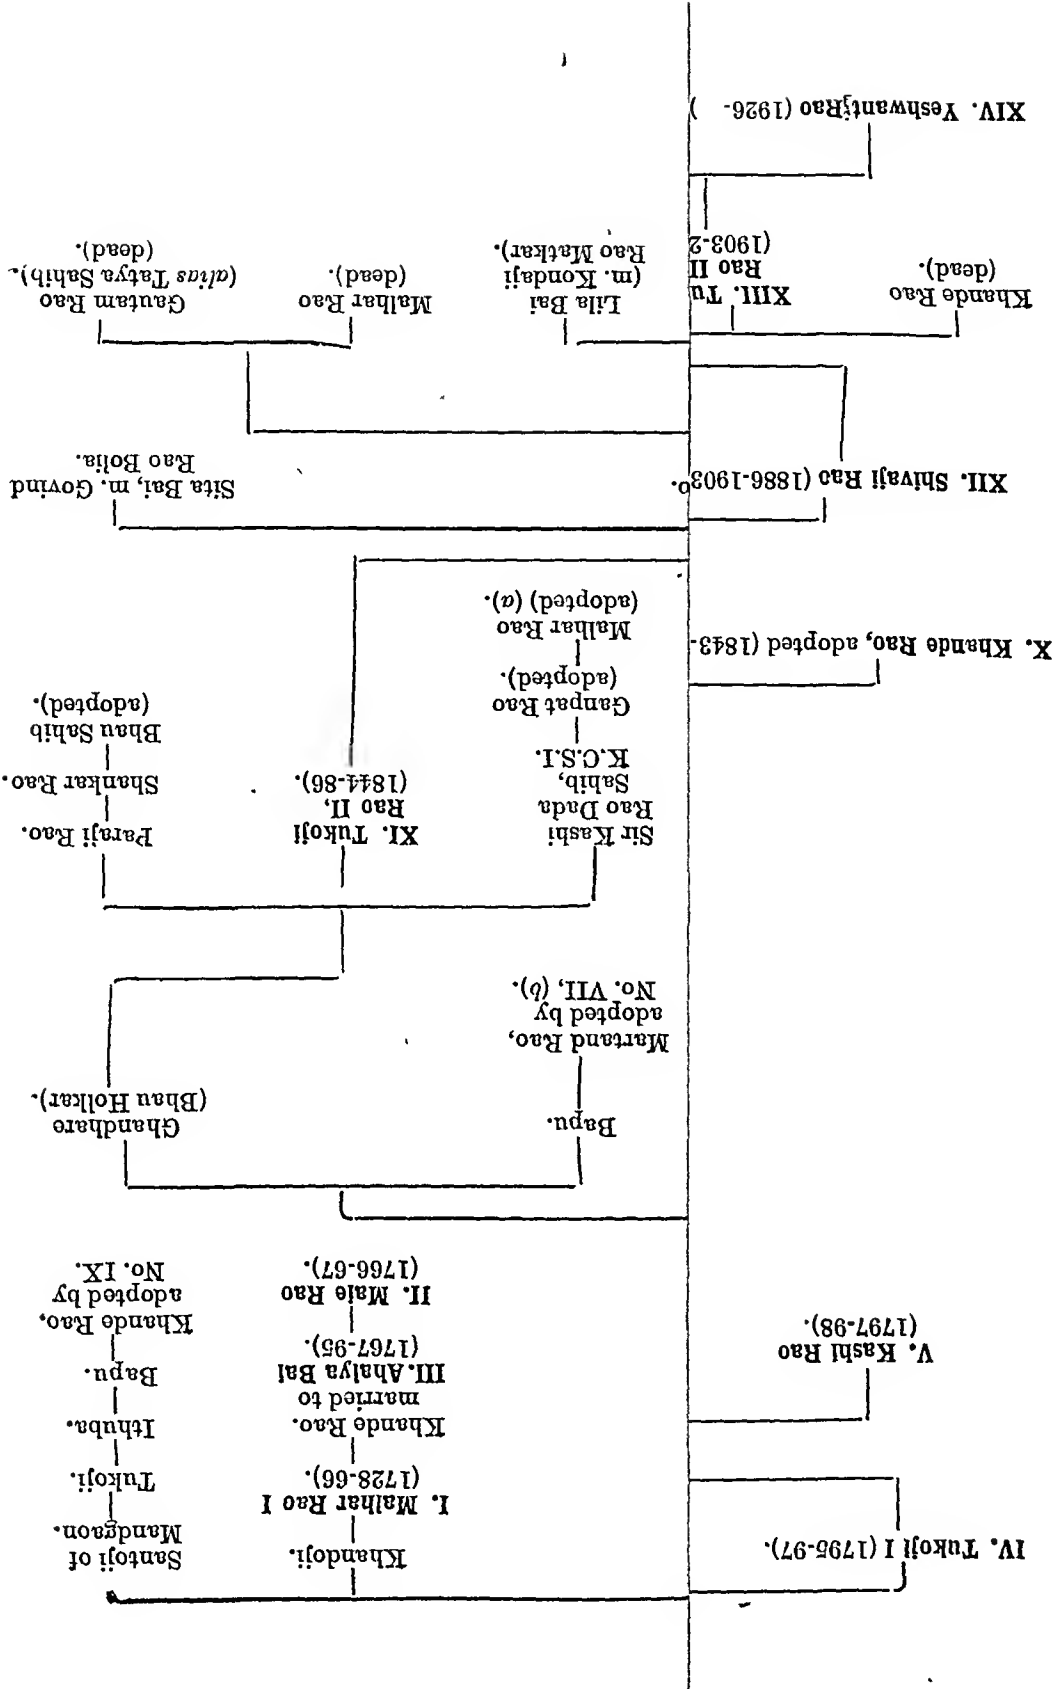 IV. Tukoji I (1795-97).
Khandoji.
Santoji of
Mandgaon.
I. Malhar Rao I
(1728-66).
Tukoji.
Khande Rao.
married to
III. Ahalya Bai
(1767-95).
Ithuba.
V. Kashi Rao
(1797-98).
Bapu.
II. Male Rao
(1766-67).
Khande Rao,
adopted by
No. IX.
Bapu.
Ghandhare
(Bhau Holkar).
Martand Rao,
adopted by
No. VII, (b).
Sir Kashi
Rao Dada
Sahib,
K.C.S.I.
XI. Tukoji
Rao II,
(1844-86).
Paraji Rao.
Shankar Rao.
Ganpat Rao
(adopted).
Bhau Sahib
(adopted).
X. Khande Rao, adopted (1843-
Malhar Rao
(adopted) (a).
XII. Shivaji Rao (1886-1903
Sita Bai, m. Govind
Rao Bolia.
Khande Rao
(dead).
XIII. Tu
Rao II
(1903-2
Lila Bai
(m. Kondaji
Rao Matkar).
Malhar Rao
(dead).
Gautam Rao
(alias Tatya Sahib).
(dead).
XIV. Yeshwant Rao (1926- )